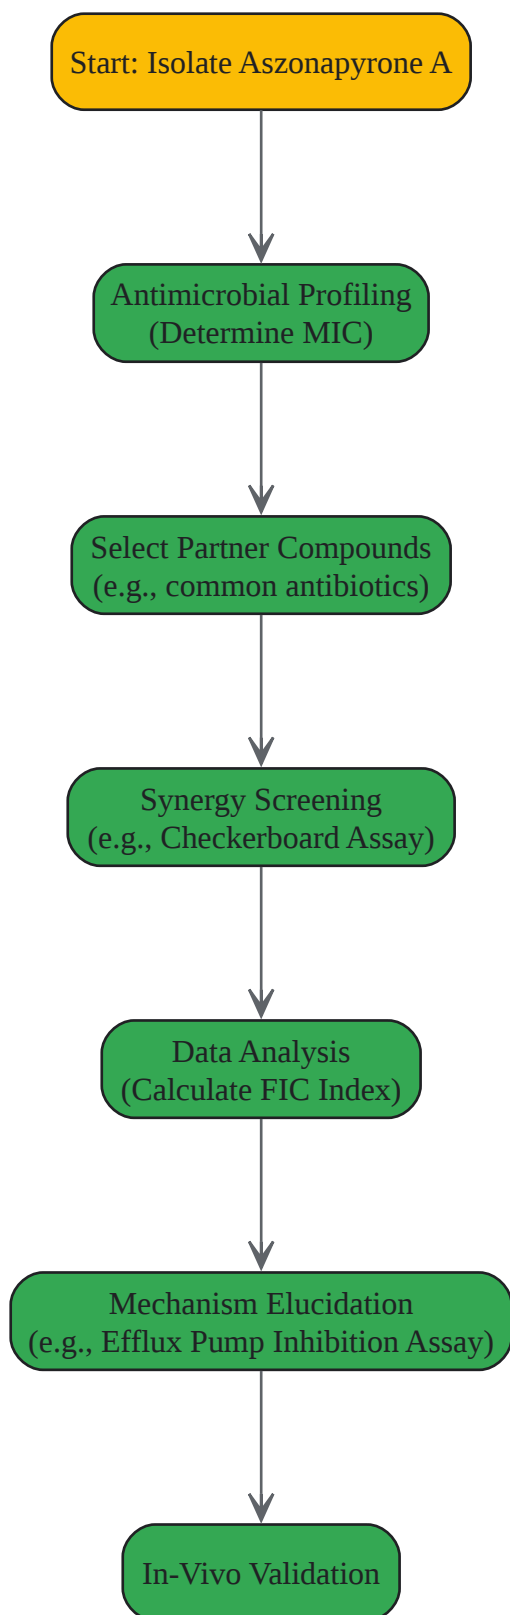 Start: Isolate Aszonapyrone A
Antimicrobial Profiling
(Determine MIC)
Select Partner Compounds
(e.g., common antibiotics)
Synergy Screening
(e.g., Checkerboard Assay)
Data Analysis
(Calculate FIC Index)
Mechanism Elucidation
(e.g., Efflux Pump Inhibition Assay)
In-Vivo Validation